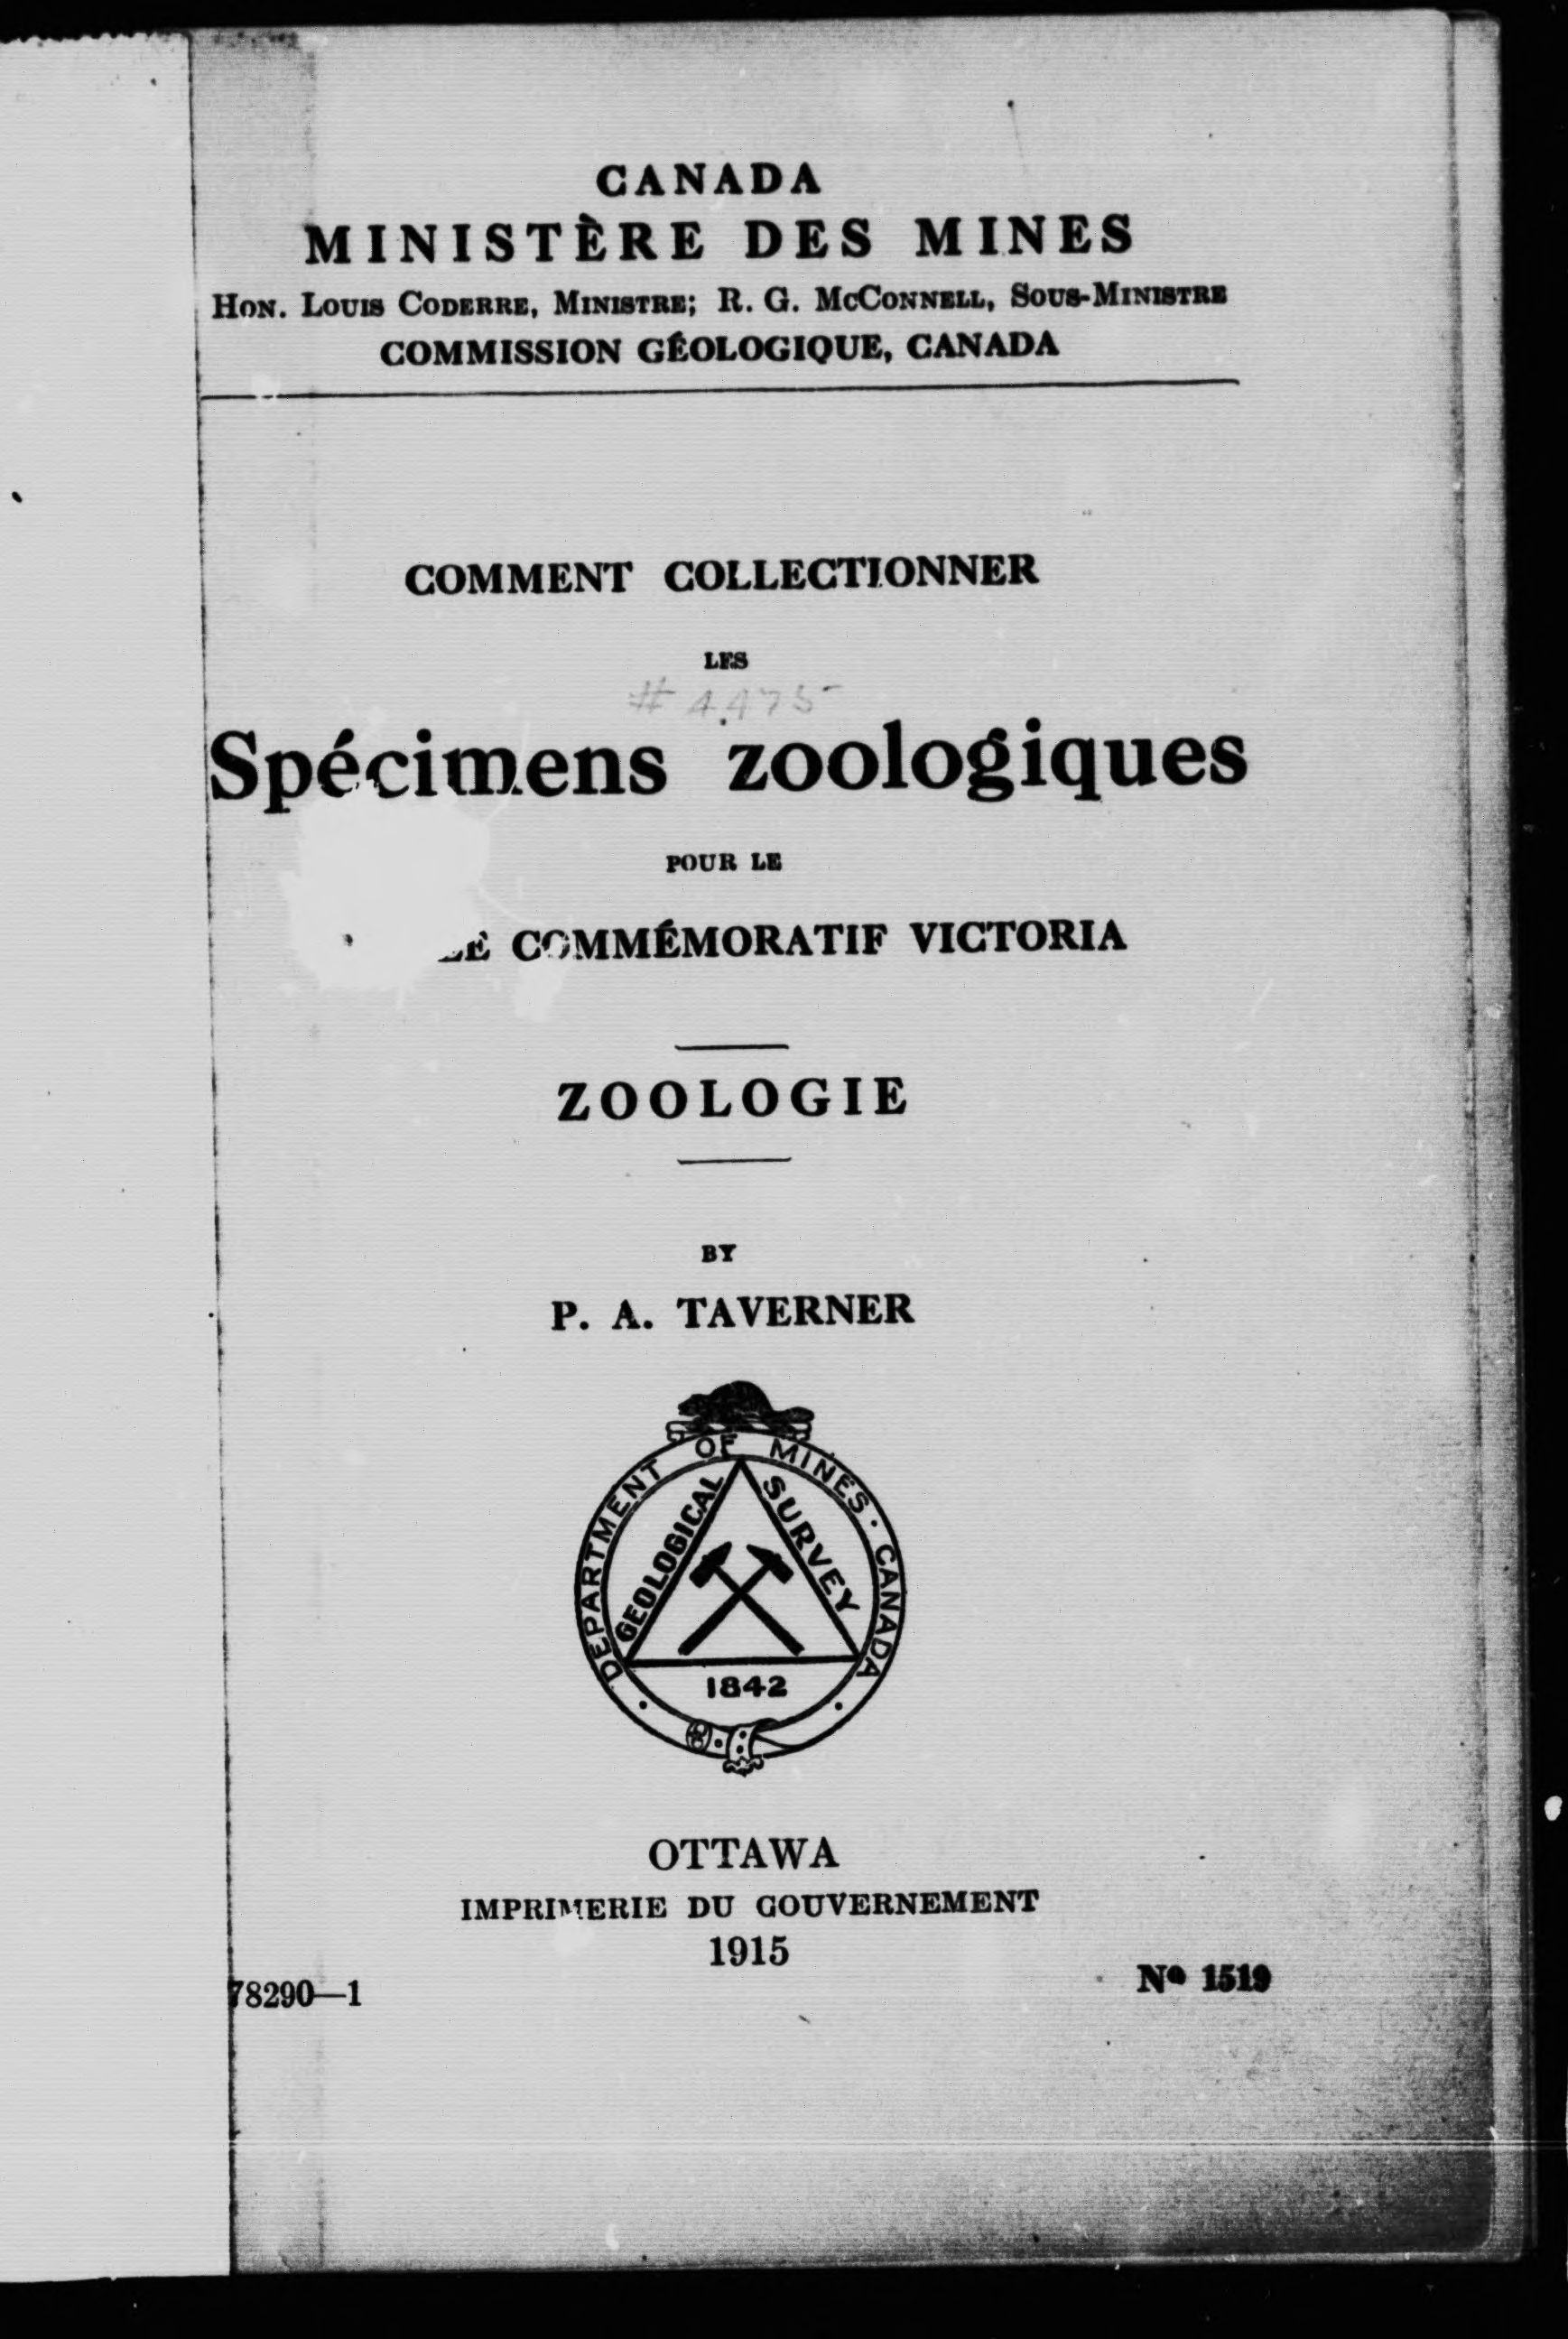 CANADA
MINISTÈRE DES MINES
HON. LOUIS CODERRE, MINISTRE; R. G. MCCONNELL, SOUS-MINISTRE
COMMISSION GÉOLOGIQUE, CANADA
COMMENT COLLECTIONNER
LES
# 4475
Spécimens zoologiques
POUR LE
COMMÉMORATIF VICTORIA
ZOOLOGIE
BY
P. A. TAVERNER
DEPARTMENT OF MINES · CANADA
GEOLOGICAL SURVEY
1842
OTTAWA
IMPRIMERIE DU GOUVERNEMENT
1915
78290—1
No 1519